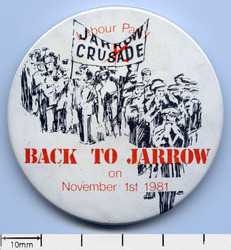 Labour Party
JARROW
CRUSADE
BACK TO JARROW
on
November 1st 1981
10mm